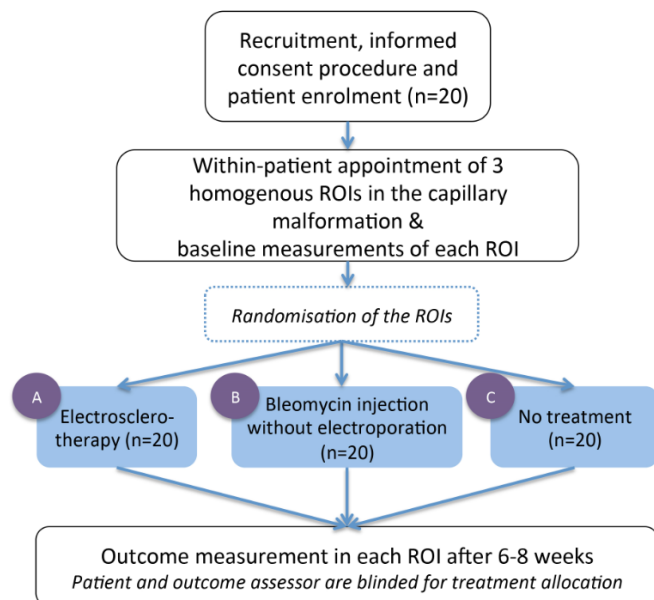 Recruitment, informed
consent procedure and
patient enrolment (n=20)
Within-patient appointment of 3
homogenous ROIs in the capillary
malformation &
baseline measurements of each ROI
Randomisation of the ROIs
A
Electrosclero-
therapy (n=20)
B
Bleomycin injection
without electroporation
(n=20)
C
No treatment
(n=20)
Outcome measurement in each ROI after 6-8 weeks
Patient and outcome assessor are blinded for treatment allocation